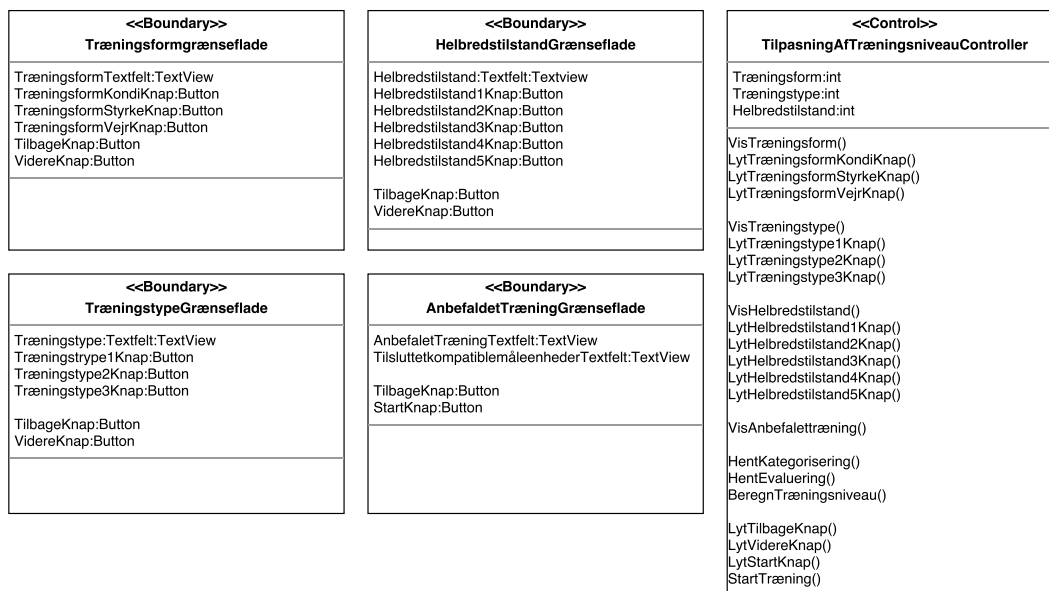 <<Boundary>>
Træningsformgrænseflade
TræningsformTextfelt:TextView
TræningsformKondiKnap:Button
TræningsformStyrkeKnap:Button
TræningsformVejrKnap:Button
TilbageKnap:Button
VidereKnap:Button
<<Boundary>>
HelbredstilstandGrænseflade
Helbredstilstand:Textfelt:Textview
Helbredstilstand1Knap:Button
Helbredstilstand2Knap:Button
Helbredstilstand3Knap:Button
Helbredstilstand4Knap:Button
Helbredstilstand5Knap:Button
TilbageKnap:Button
VidereKnap:Button
<<Boundary>>
TræningstypeGrænseflade
Træningstype:Textfelt:TextView
Træningstrype1Knap:Button
Træningstype2Knap:Button
Træningstype3Knap:Button
TilbageKnap:Button
VidereKnap:Button
<<Boundary>>
AnbefaldetTræningGrænseflade
AnbefaletTræningTextfelt:TextView
TilsluttetkompatiblemåleenhederTextfelt:TextView
TilbageKnap:Button
StartKnap:Button
<<Control>>
TilpasningAfTræningsniveauController
Træningsform:int
Træningstype:int
Helbredstilstand:int
VisTræningsform()
LytTræningsformKondiKnap()
LytTræningsformStyrkeKnap()
LytTræningsformVejrKnap()
VisTræningstype()
LytTræningstype1Knap()
LytTræningstype2Knap()
LytTræningstype3Knap()
VisHelbredstilstand()
LytHelbredstilstand1Knap()
LytHelbredstilstand2Knap()
LytHelbredstilstand3Knap()
LytHelbredstilstand4Knap()
LytHelbredstilstand5Knap()
VisAnbefalettræning()
HentKategorisering()
HentEvaluering()
BeregnTræningsniveau()
LytTilbageKnap()
LytVidereKnap()
LytStartKnap()
StartTræning()